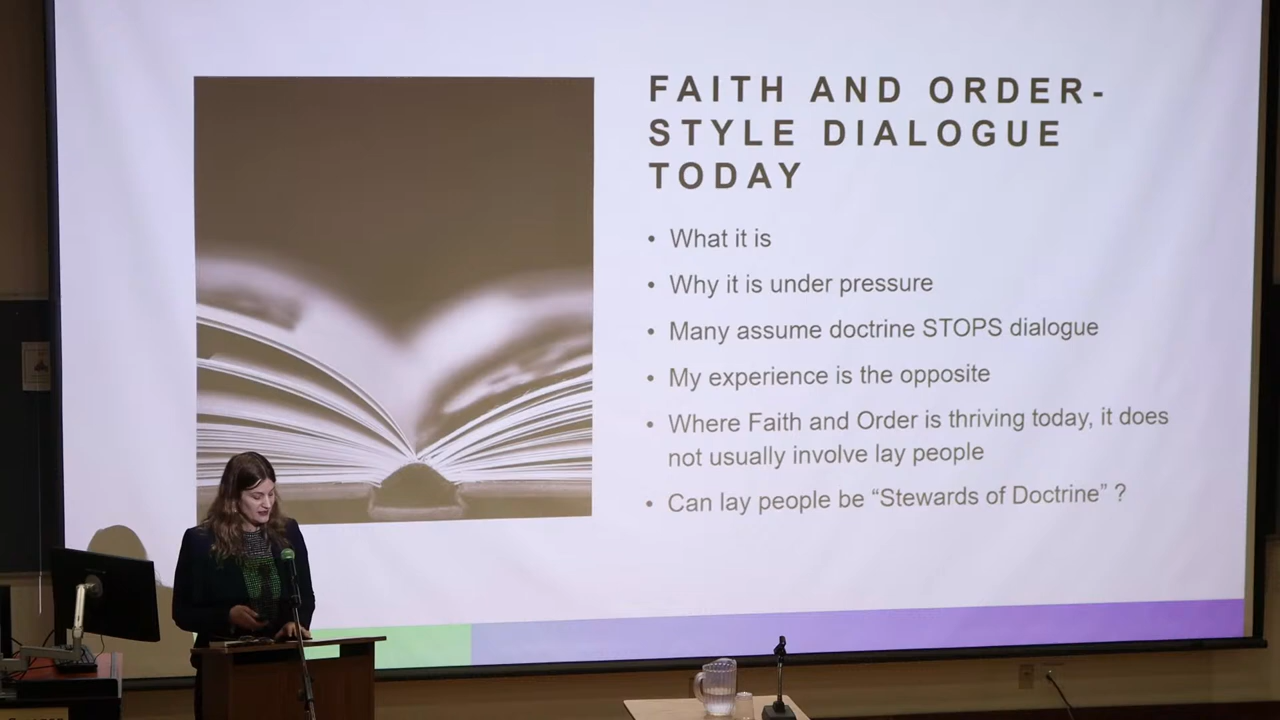 FAITH AND ORDER-
STYLE DIALOGUE
TODAY
• What it is
• Why it is under pressure
• Many assume doctrine STOPS dialogue
• My experience is the opposite
• Where Faith and Order is thriving today, it does
not usually involve lay people
• Can lay people be “Stewards of Doctrine” ?